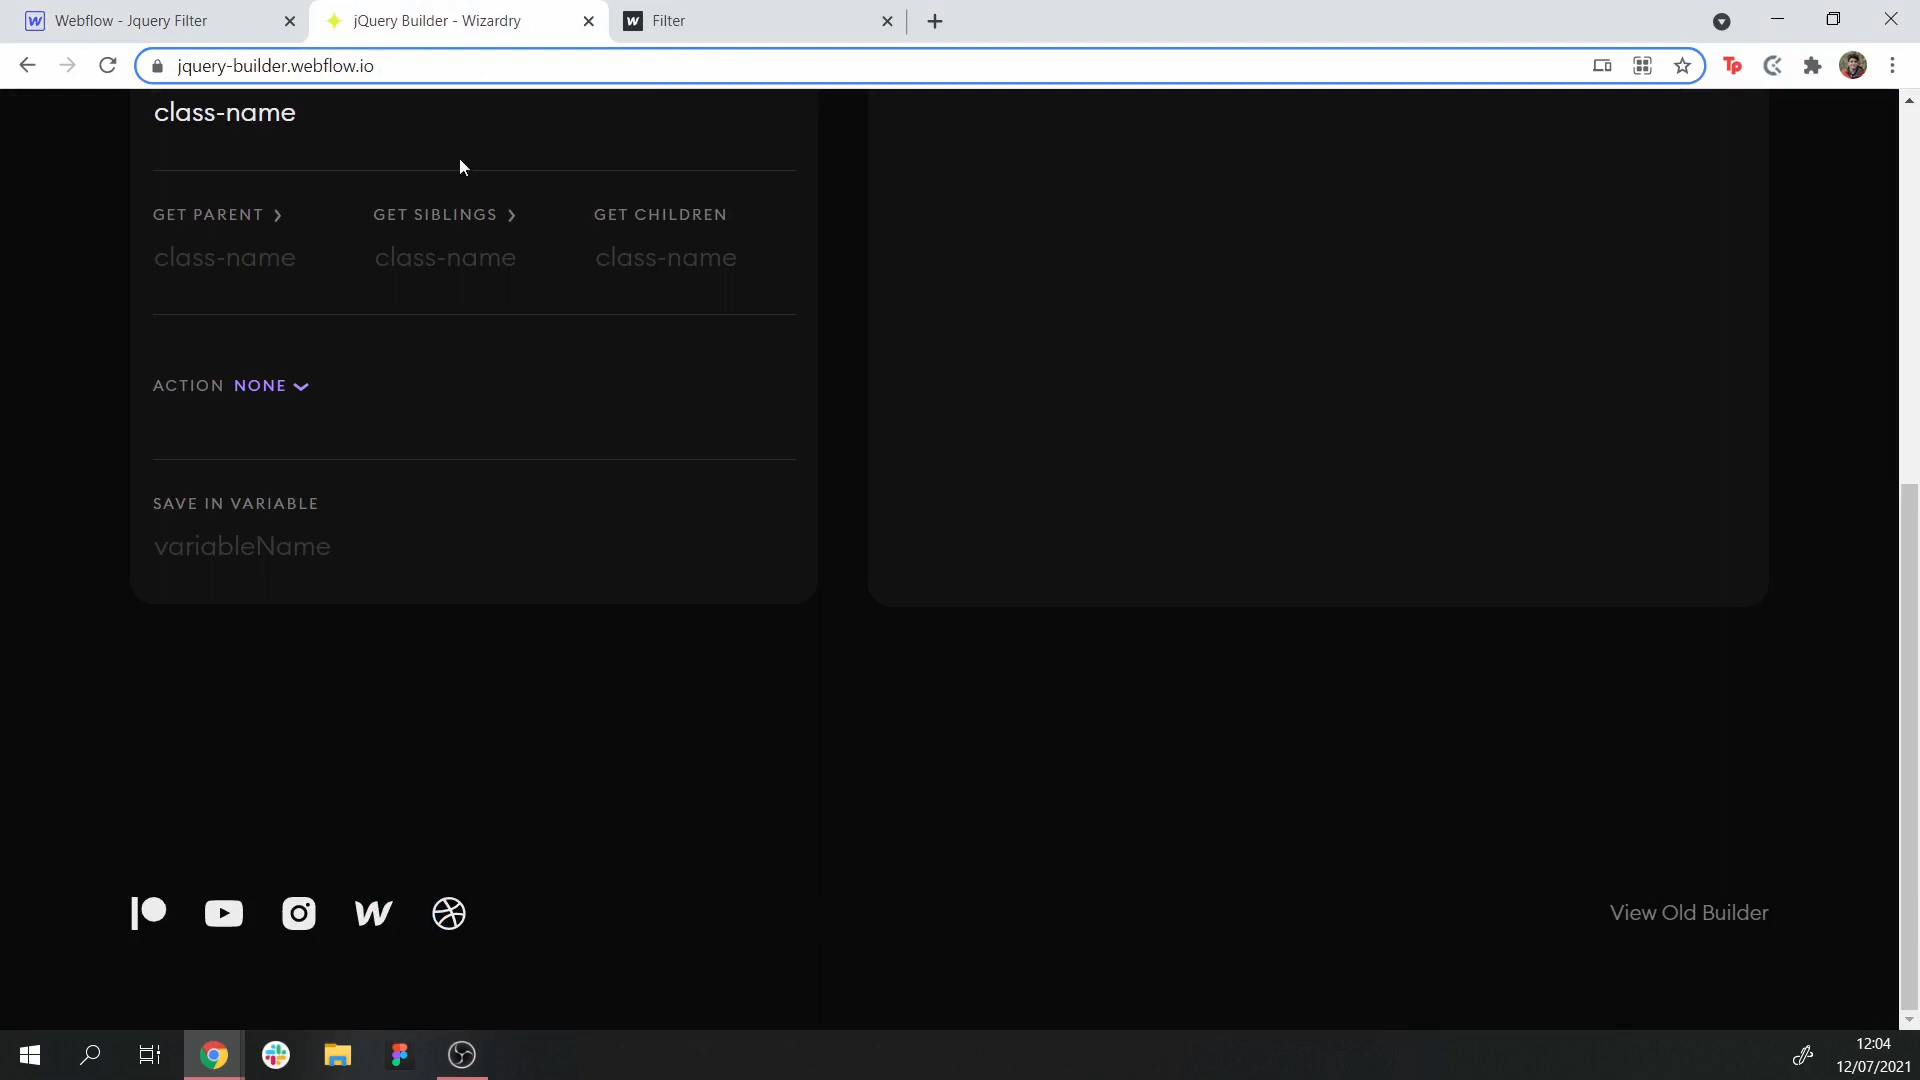 Webflow - Jquery Filter
jQuery Builder - Wizardry
Filter
jquery-builder.webflow.io
class-name
GET PARENT
GET SIBLINGS
GET CHILDREN
class-name
class-name
class-name
ACTION NONE
SAVE IN VARIABLE
variableName
View Old Builder
12:04
12/07/2021